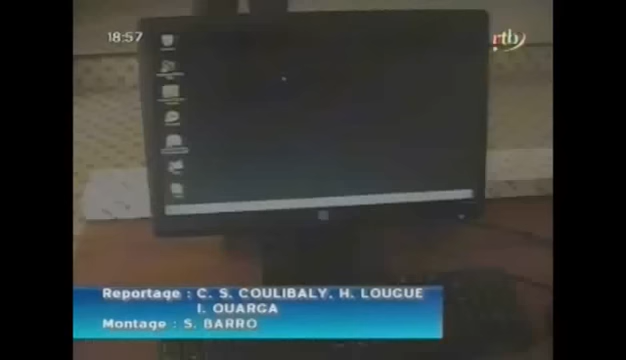 18:57
rtb
Reportage : C. S. COULIBALY, H. LOUGUE
I. OUARGA
Montage : S. BARRO